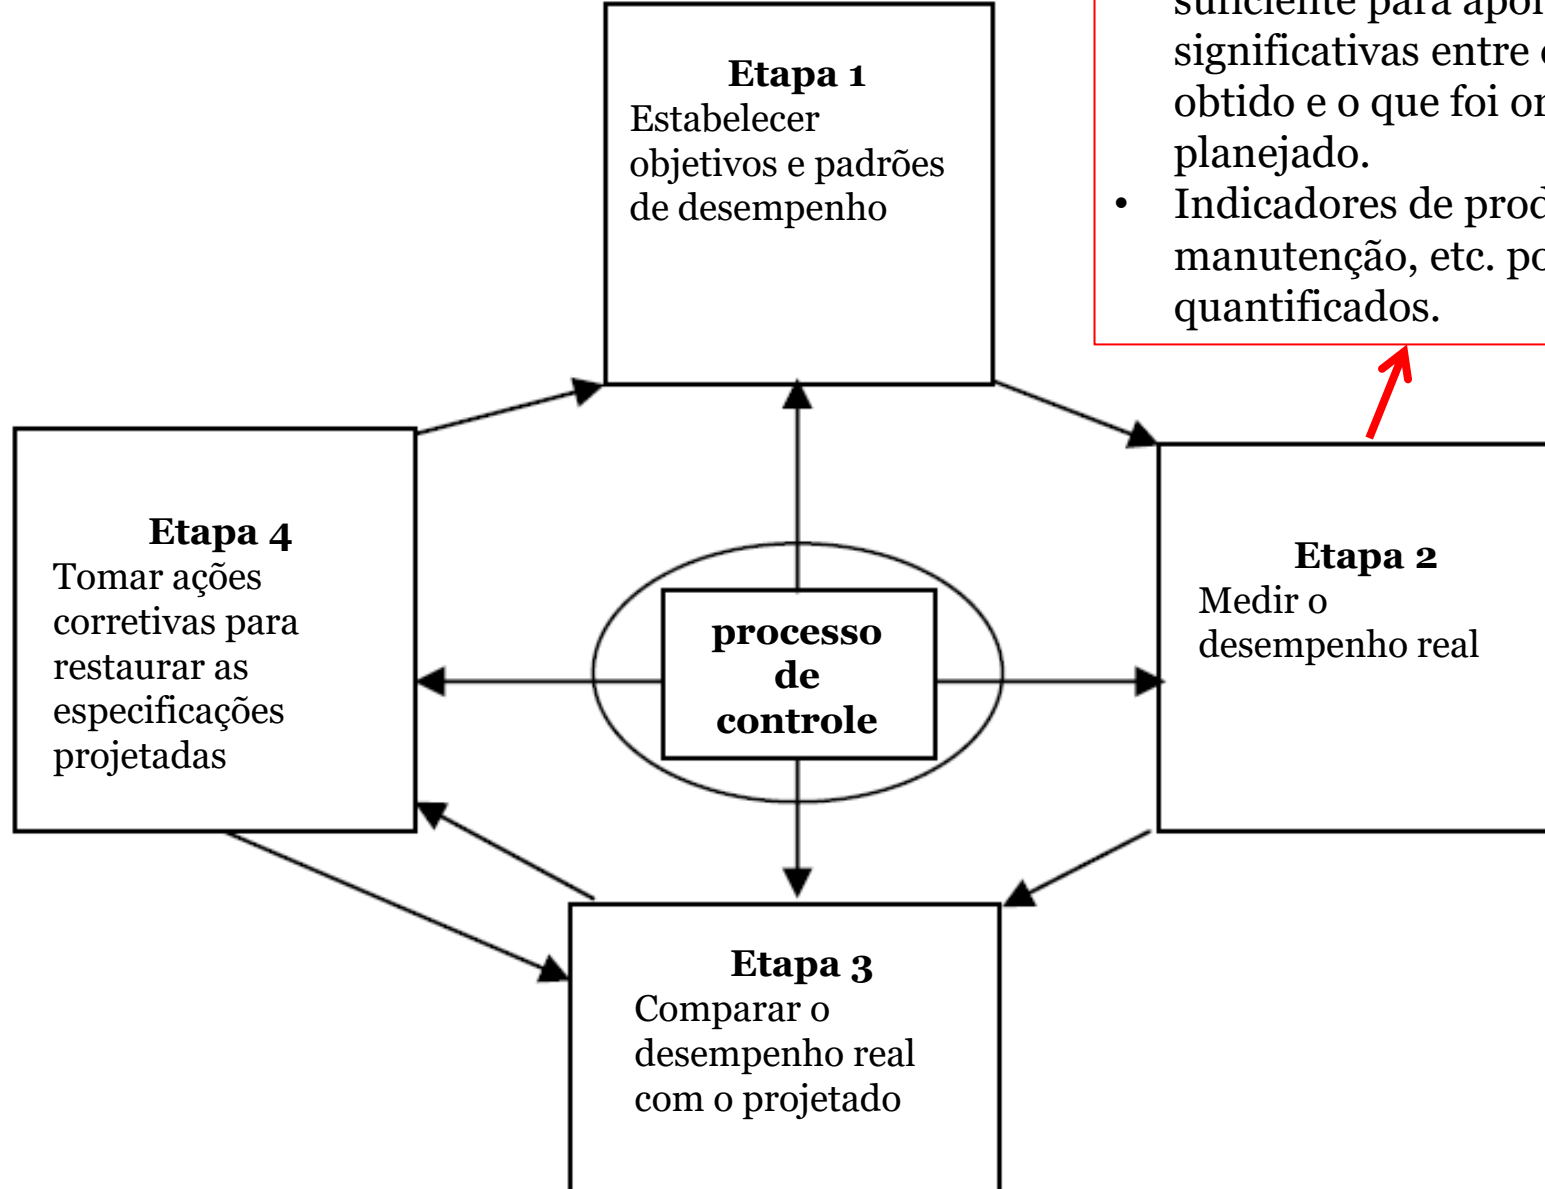 suficiente para
significativas entre
obtido e o que foi
planejado.
• Indicadores de
manutenção, etc.
quantificados.
Etapa 1
Estabelecer
objetivos e padrões
de desempenho
Etapa 4
Tomar ações
corretivas para
restaurar as
especificações
projetadas
processo
de
controle
Etapa 2
Medir o
desempenho real
Etapa 3
Comparar o
desempenho real
com o projetado